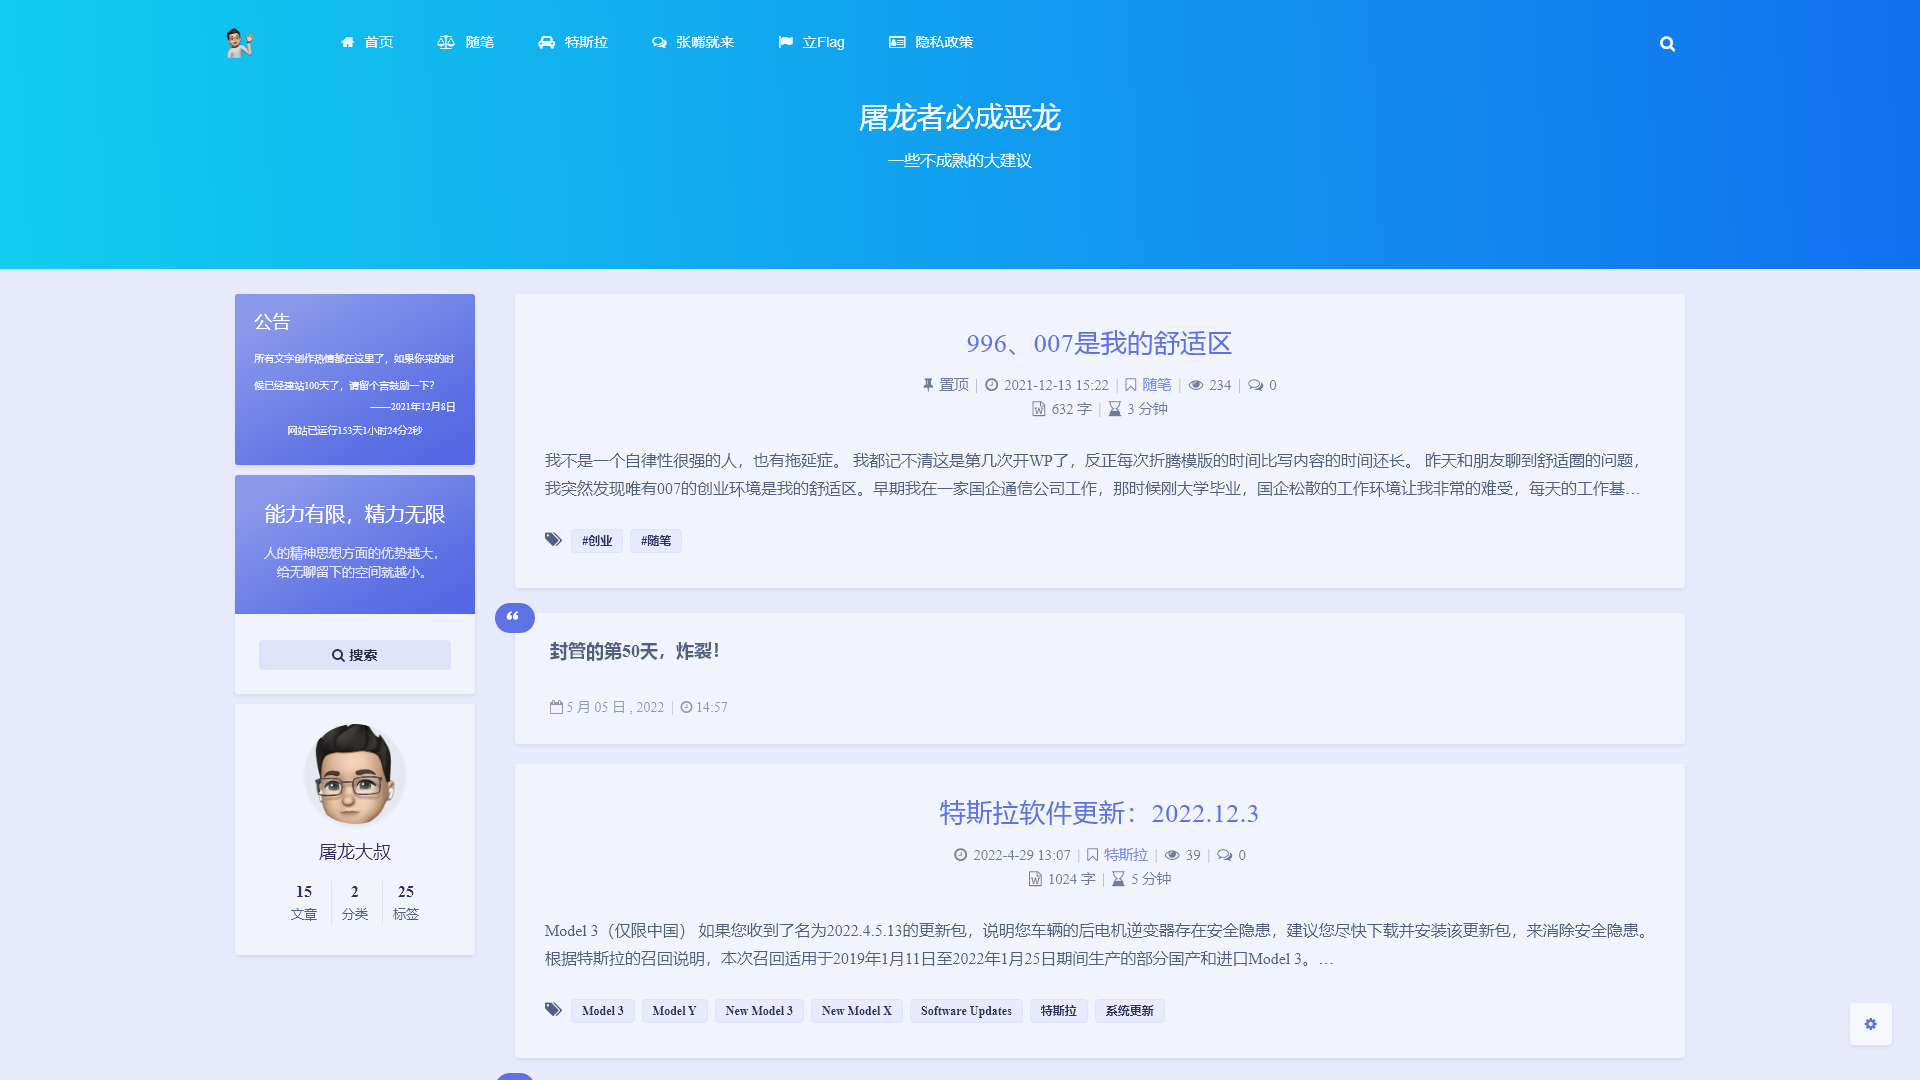 首页
随笔
特斯拉
张嘴就来
立Flag
隐私政策
屠龙者必成恶龙
一些不成熟的大建议
公告
所有文字创作热情都在这里了，如果你来的时
候已经建站100天了，请留个言鼓励一下？
——2021年12月8日
网站已运行153天1小时24分2秒
能力有限，精力无限
人的精神思想方面的优势越大，
给无聊留下的空间就越小。
搜索
屠龙大叔
15 2 25
文章 分类 标签
996、007是我的舒适区
置顶 | 2021-12-13 15:22 | 随笔 | 234 | 0
632 字 | 3 分钟
我不是一个自律性很强的人，也有拖延症。 我都记不清这是第几次开WP了，反正每次折腾模版的时间比写内容的时间还长。 昨天和朋友聊到舒适圈的问题，
我突然发现唯有007的创业环境是我的舒适区。早期我在一家国企通信公司工作，那时候刚大学毕业，国企松散的工作环境让我非常的难受，每天的工作基…
#创业 #随笔
封管的第50天，炸裂！
5 月 05 日 , 2022 | 14:57
特斯拉软件更新：2022.12.3
2022-4-29 13:07 | 特斯拉 | 39 | 0
1024 字 | 5 分钟
Model 3（仅限中国） 如果您收到了名为2022.4.5.13的更新包，说明您车辆的后电机逆变器存在安全隐患，建议您尽快下载并安装该更新包，来消除安全隐患。
根据特斯拉的召回说明，本次召回适用于2019年1月11日至2022年1月25日期间生产的部分国产和进口Model 3。…
Model 3 Model Y New Model 3 New Model X Software Updates 特斯拉 系统更新